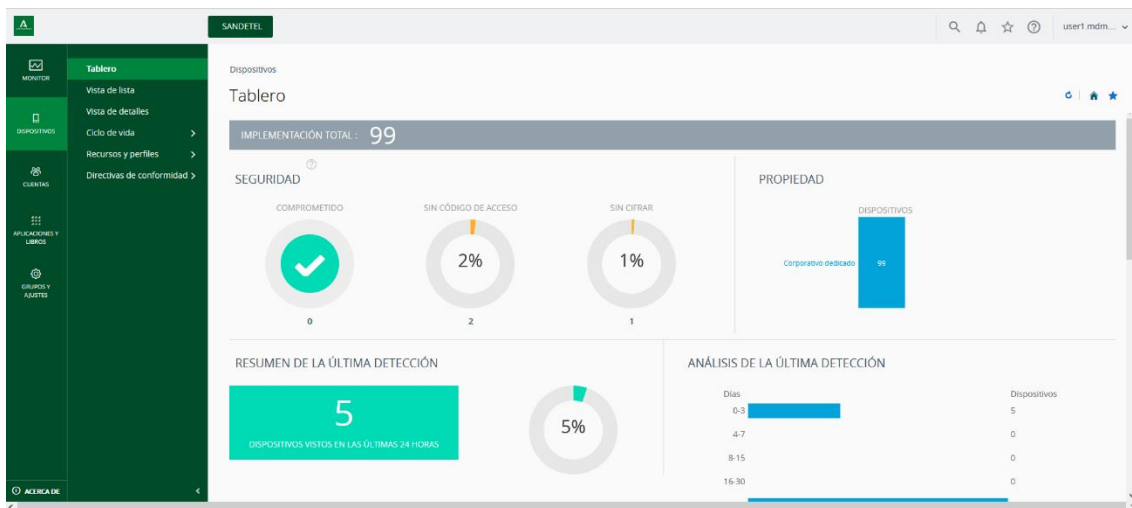 A
SANDETEL
user1.mdm...
MONITOR
DISPOSITIVOS
CUENTAS
APLICACIONES Y
LIBROS
GRUPOS Y
AJUSTES
ACERCA DE
Tablero
Vista de lista
Vista de detalles
Ciclo de vida
Recursos y perfiles
Directivas de conformidad
Dispositivos
Tablero
IMPLEMENTACIÓN TOTAL : 99
SEGURIDAD
COMPROMETIDO
SIN CÓDIGO DE ACCESO
SIN CIFRAR
2%
1%
0
2
1
PROPIEDAD
DISPOSITIVOS
Corporativo dedicado 99
RESUMEN DE LA ÚLTIMA DETECCIÓN
5
DISPOSITIVOS VISTOS EN LAS ÚLTIMAS 24 HORAS
5%
ANÁLISIS DE LA ÚLTIMA DETECCIÓN
Días Dispositivos
0-3 5
4-7 0
8-15 0
16-30 0